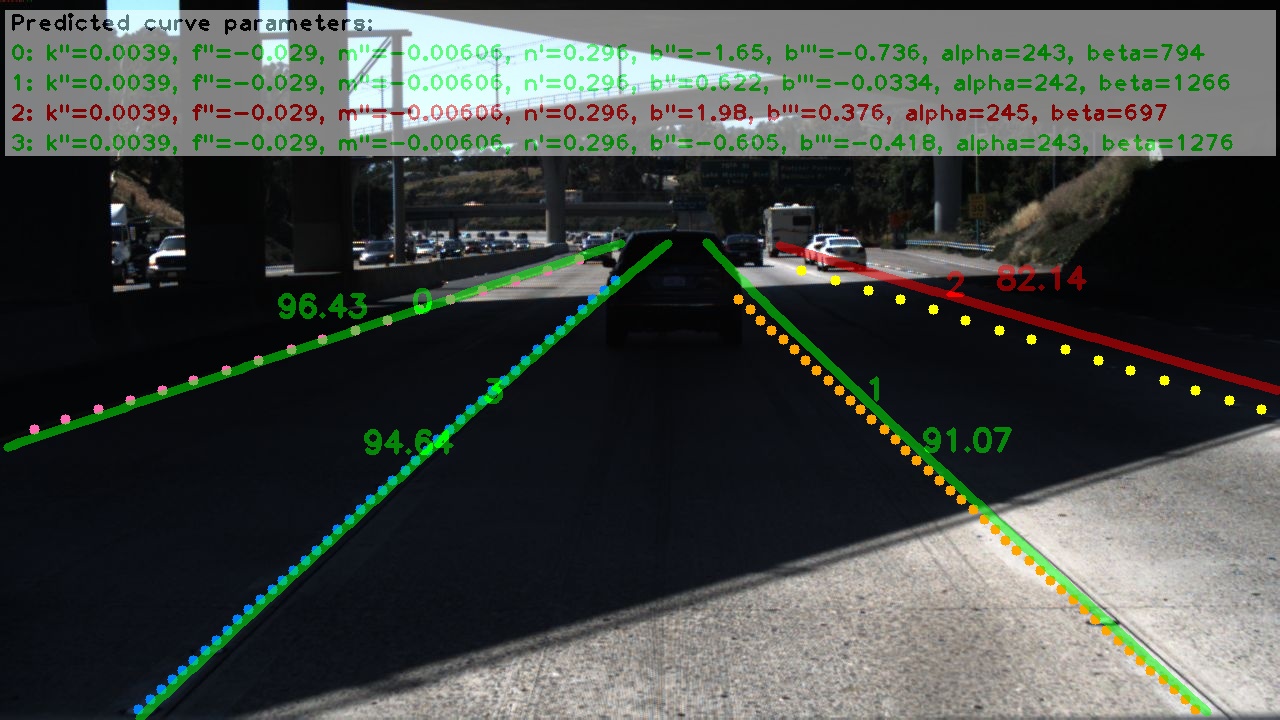 Predicted curve parameters:
0: k''=0.0039, f''=-0.029, m''=-0.00606, n'=0.296, b''=-1.65, b'''=-0.736, alpha=243, beta=794
1: k''=0.0039, f''=-0.029, m''=-0.00606, n'=0.296, b''=0.622, b'''=-0.0334, alpha=242, beta=1266
2: k''=0.0039, f''=-0.029, m''=-0.00606, n'=0.296, b''=1.98, b'''=0.376, alpha=245, beta=697
3: k''=0.0039, f''=-0.029, m''=-0.00606, n'=0.296, b''=-0.605, b'''=-0.418, alpha=243, beta=1276
Lake Murray Blvd
96.43 0
2 82.14
3
1
94.64
91.07